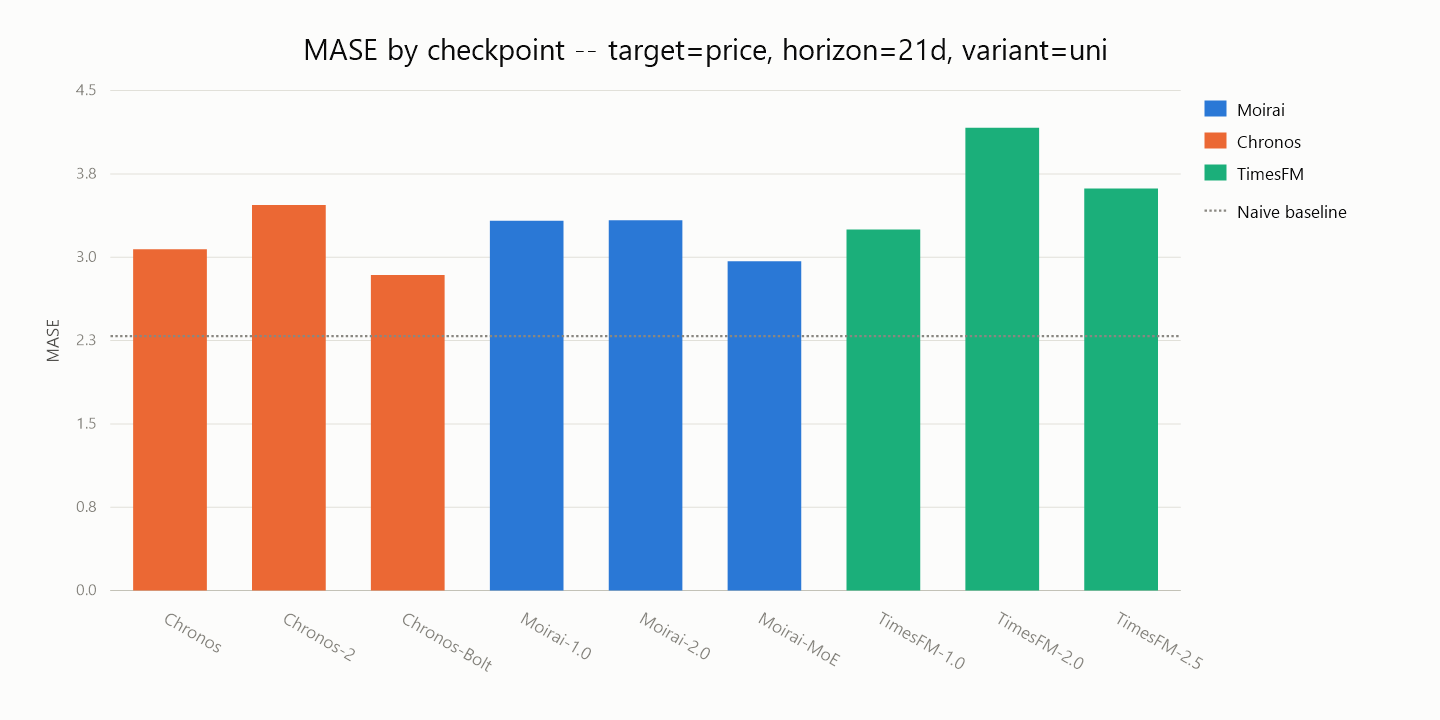 MASE by checkpoint -- target=price, horizon=21d, variant=uni
4.5
3.8
3.0
2.3
1.5
0.8
0.0
MASE
Chronos
Chronos-2
Chronos-Bolt
Moirai-1.0
Moirai-2.0
Moirai-MoE
TimesFM-1.0
TimesFM-2.0
TimesFM-2.5
Moirai
Chronos
TimesFM
Naive baseline